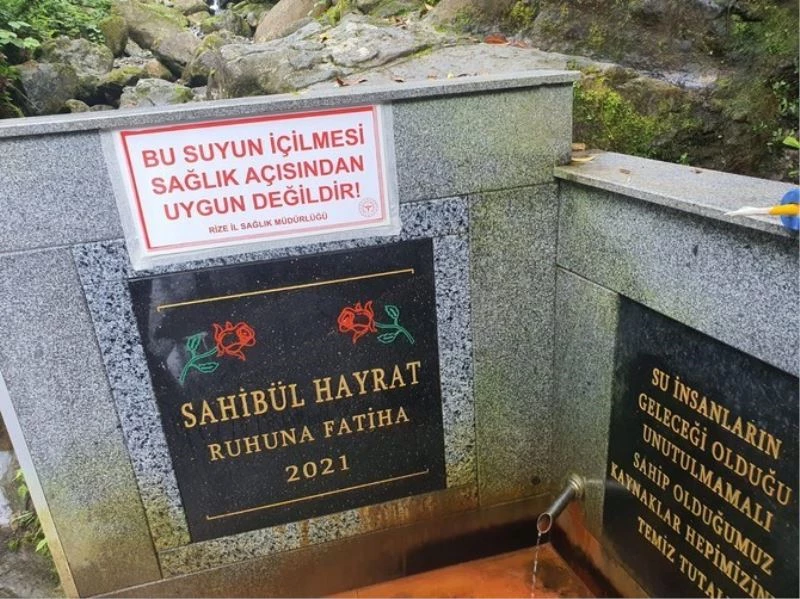 BU SUYUN İÇİLMESİ
SAĞLIK AÇISINDAN
UYGUN DEĞİLDİR!
RİZE İL SAĞLIK MÜDÜRLÜĞÜ
SAHİBÜL HAYRAT
RUHUNA FATİHA
2021
SU İNSANLARIN
GELECEĞİ OLDUĞU
UNUTULMAMALI
SAHİP OLDUĞUMUZ
KAYNAKLAR HEPİMİZİN
TEMİZ